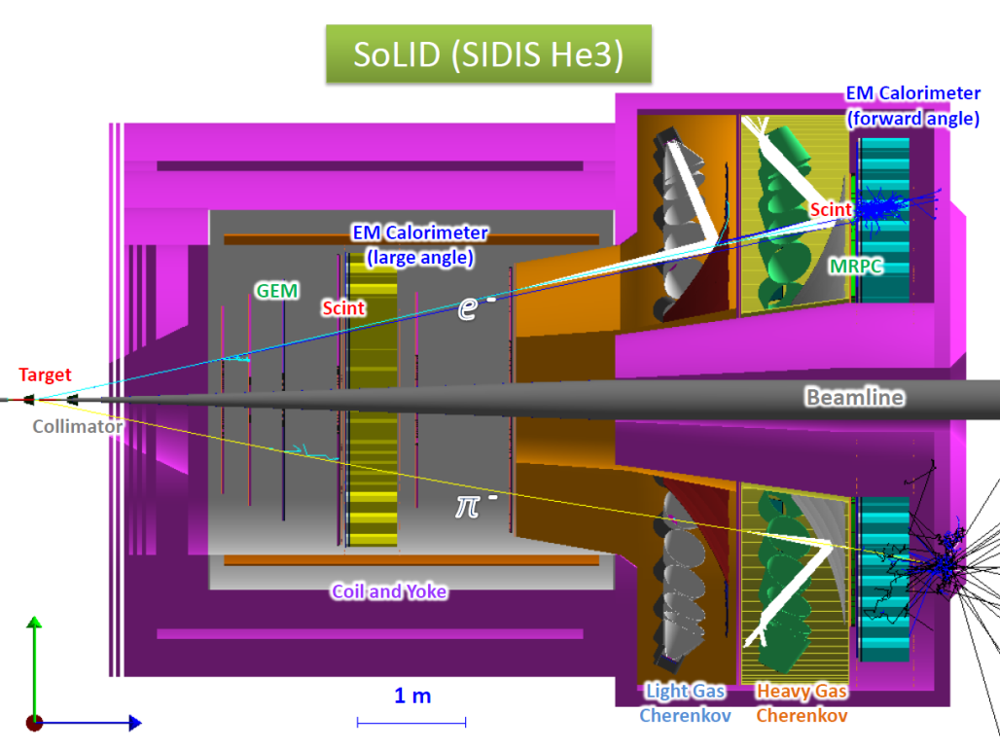 SoLID (SIDIS He3)
EM Calorimeter
(forward angle)
EM Calorimeter
(large angle)
Scint
GEM
Scint
MRPC
e⁻
Target
Collimator
Beamline
π⁻
Coil and Yoke
1 m
Light Gas
Cherenkov
Heavy Gas
Cherenkov